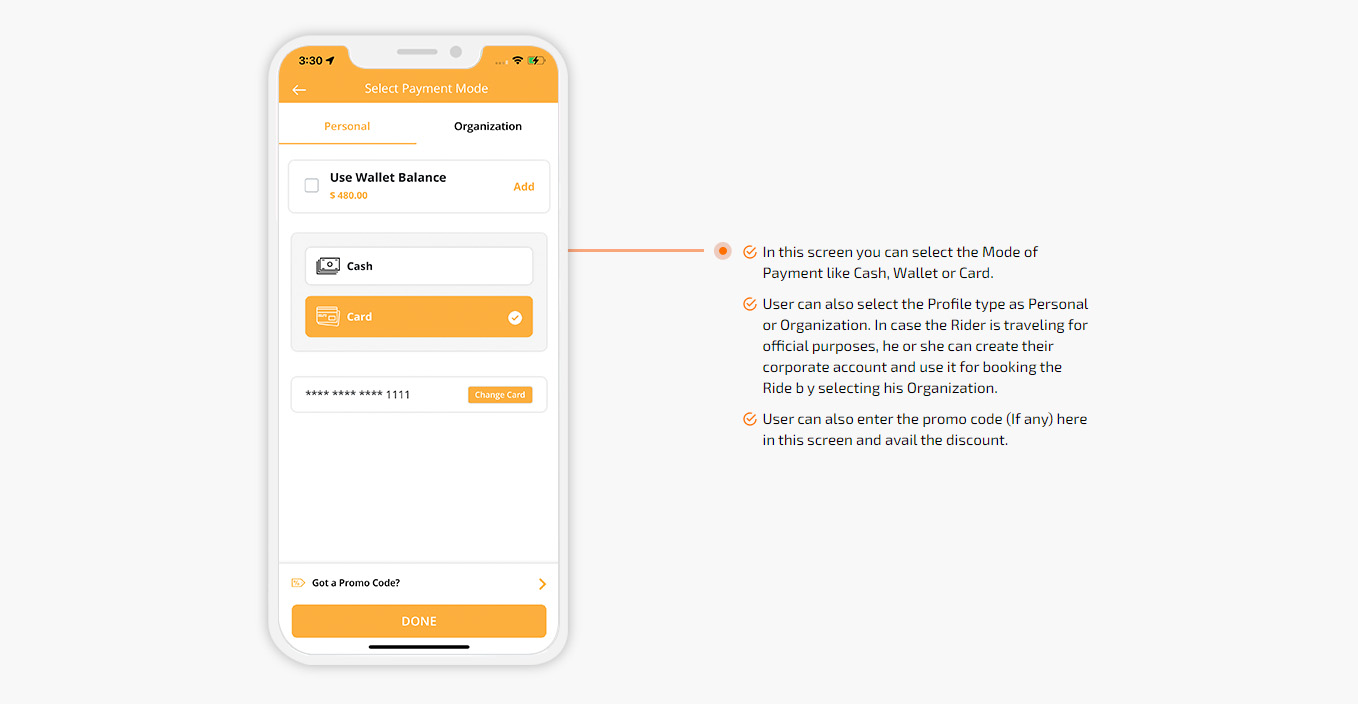 3:30
Select Payment Mode
Personal
Organization
Use Wallet Balance
$ 480.00
Add
Cash
Card
**** **** **** 1111
Change Card
Got a Promo Code?
DONE
In this screen you can select the Mode of
Payment like Cash, Wallet or Card.
User can also select the Profile type as Personal
or Organization. In case the Rider is traveling for
official purposes, he or she can create their
corporate account and use it for booking the
Ride b y selecting his Organization.
User can also enter the promo code (If any) here
in this screen and avail the discount.